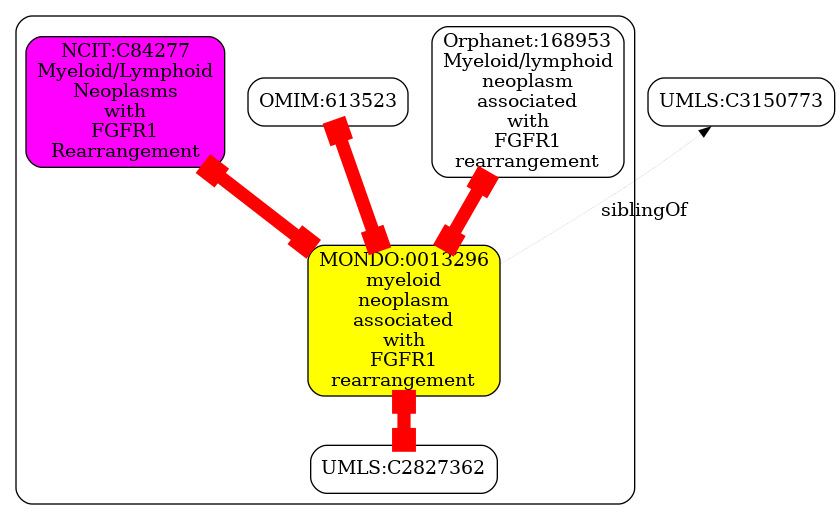 NCIT:C84277
Myeloid/Lymphoid
Neoplasms
with
FGFR1
Rearrangement
OMIM:613523
Orphanet:168953
Myeloid/lymphoid
neoplasm
associated
with
FGFR1
rearrangement
UMLS:C3150773
siblingOf
MONDO:0013296
myeloid
neoplasm
associated
with
FGFR1
rearrangement
UMLS:C2827362